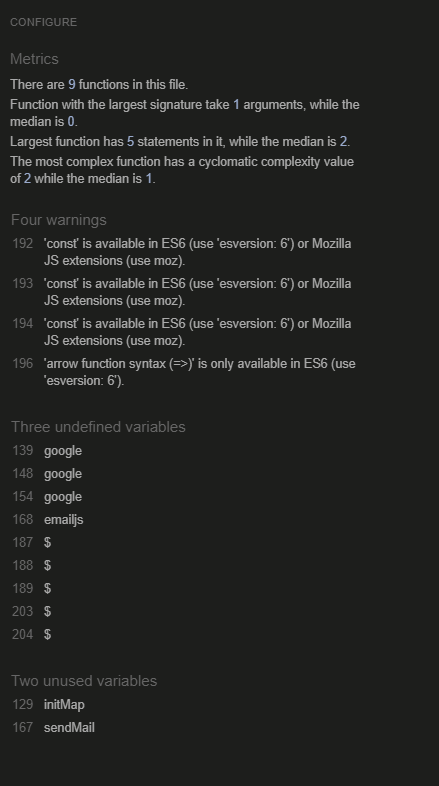 CONFIGURE
Metrics
There are 9 functions in this file.
Function with the largest signature take 1 arguments, while the
median is 0.
Largest function has 5 statements in it, while the median is 2.
The most complex function has a cyclomatic complexity value
of 2 while the median is 1.
Four warnings
192 'const' is available in ES6 (use 'esversion: 6') or Mozilla
JS extensions (use moz).
193 'const' is available in ES6 (use 'esversion: 6') or Mozilla
JS extensions (use moz).
194 'const' is available in ES6 (use 'esversion: 6') or Mozilla
JS extensions (use moz).
196 'arrow function syntax (=>)' is only available in ES6 (use
'esversion: 6').
Three undefined variables
139 google
148 google
154 google
168 emailjs
187 $
188 $
189 $
203 $
204 $
Two unused variables
129 initMap
167 sendMail